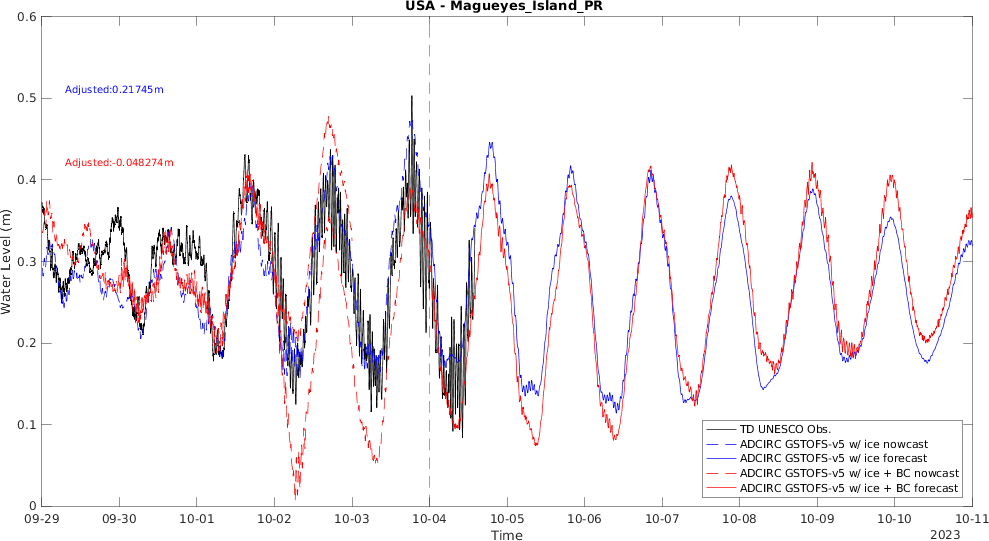 USA - Magueyes_Island_PR
0.6
0.5
0.4
0.3
0.2
0.1
0
Water Level (m)
Adjusted:0.21745m
Adjusted:-0.048274m
TD UNESCO Obs.
ADCIRC GSTOFS-v5 w/ ice nowcast
ADCIRC GSTOFS-v5 w/ ice forecast
ADCIRC GSTOFS-v5 w/ ice + BC nowcast
ADCIRC GSTOFS-v5 w/ ice + BC forecast
09-29 09-30 10-01 10-02 10-03 10-04 10-05 10-06 10-07 10-08 10-09 10-10 10-11
Time
2023